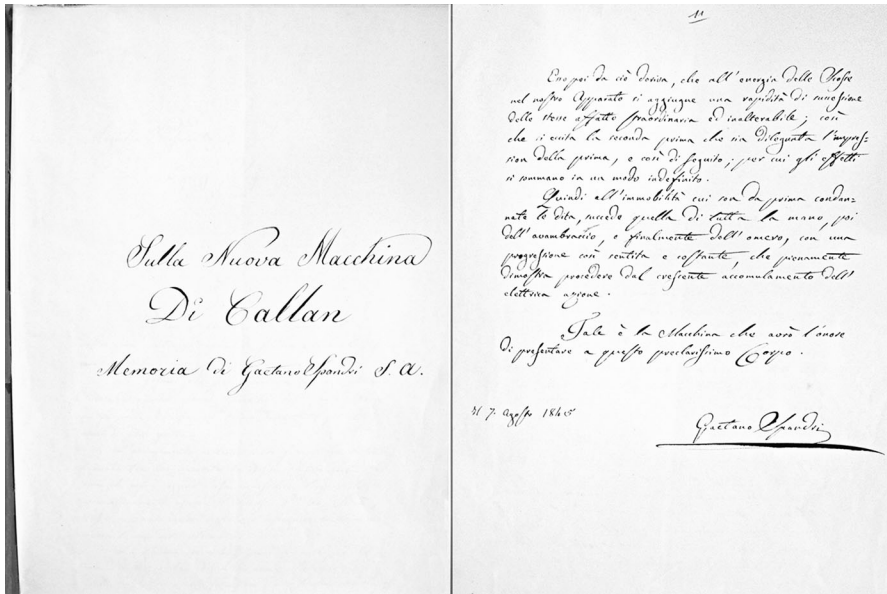 Sulla Nuova Macchina
Di Callan
Memoria di Gaetano Spandri S. A.
11
Ero poi da ciò deriva, che all'energia delle Scosse
nel nostro Apparato si aggiugne una rapidità di successione
delle stesse affatto straordinaria ed inalterabile; così
che si eccita la seconda prima che sia dileguata l'impres-
sion della prima, e così di seguito; per cui gli effetti
si sommano in un modo indefinito.
Quindi all'immobilità cui son da prima condan-
nate le dita, succede quella di tutta la mano, poi
dell'avambraccio, e finalmente dell'omero, con una
progressione così sentita e costante, che pienamente
dimostra procedere dal crescente accomulamento dell'
elettrica azione.
Tale è la Macchina che avrò l'onore
di presentare a questo preclarissimo Corpo.
il 7. agosto 1845
Gaetano Spandri